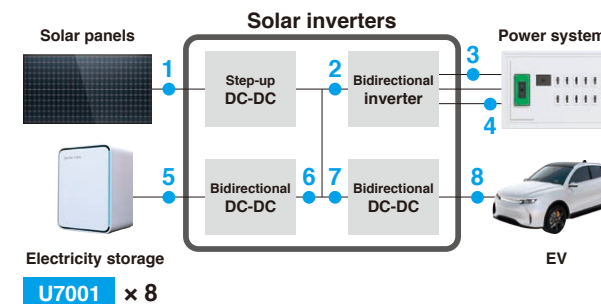 Solar inverters
Solar panels
Power system
1
2
3
4
Step-up
DC-DC
Bidirectional
inverter
5
6
7
8
Bidirectional
DC-DC
Bidirectional
DC-DC
Electricity storage
EV
U7001 × 8